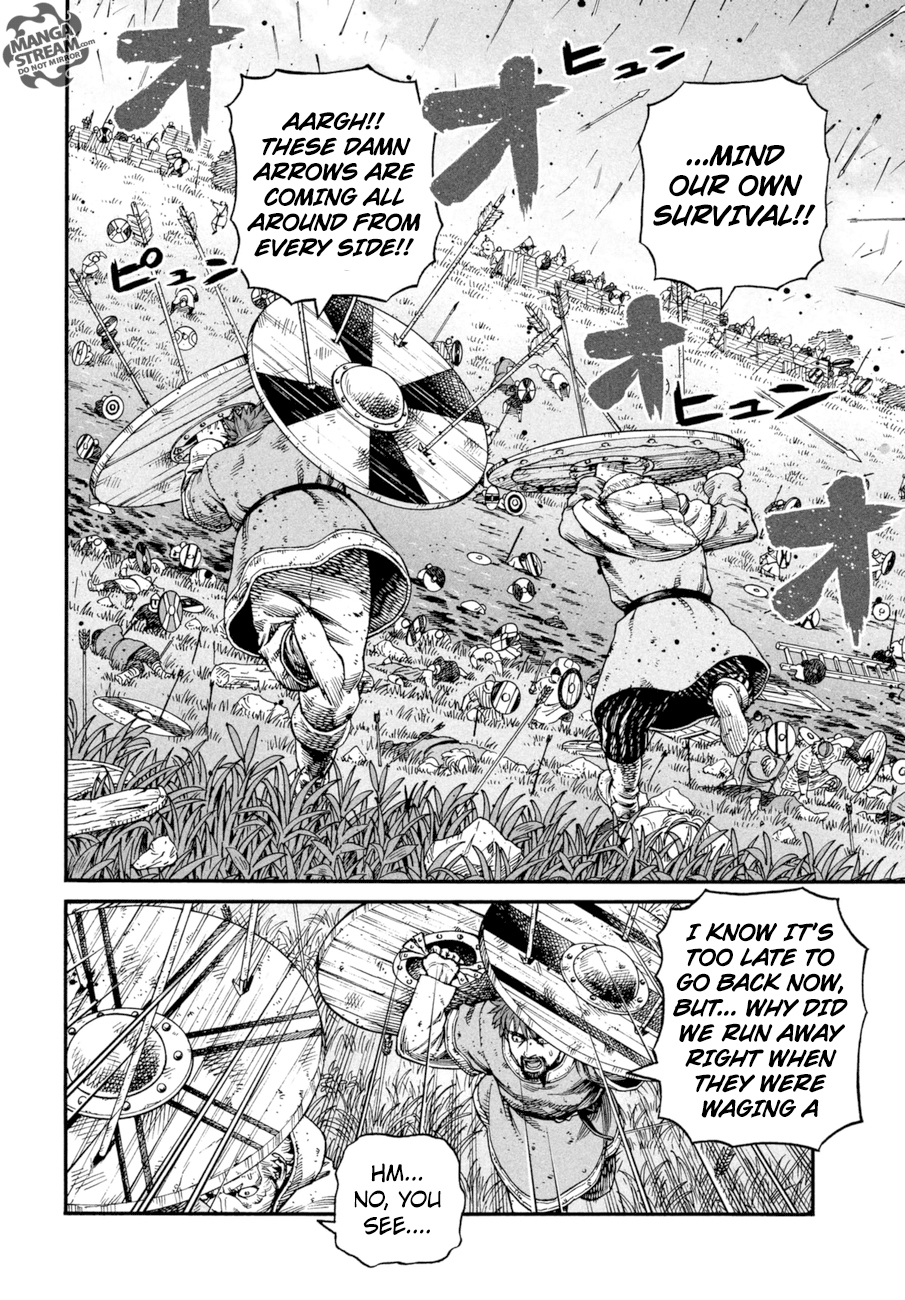 MANGA
STREAM.com
DO NOT MIRROR!
オ
ヒュン
オ
...MIND
OUR OWN
SURVIVAL!!
AARGH!!
THESE DAMN
ARROWS ARE
COMING ALL
AROUND FROM
EVERY SIDE!!
ピュン
オ
ヒュン
オ
I KNOW IT'S
TOO LATE TO
GO BACK NOW,
BUT... WHY DID
WE RUN AWAY
RIGHT WHEN
THEY WERE
WAGING A
HM...
NO, YOU
SEE....